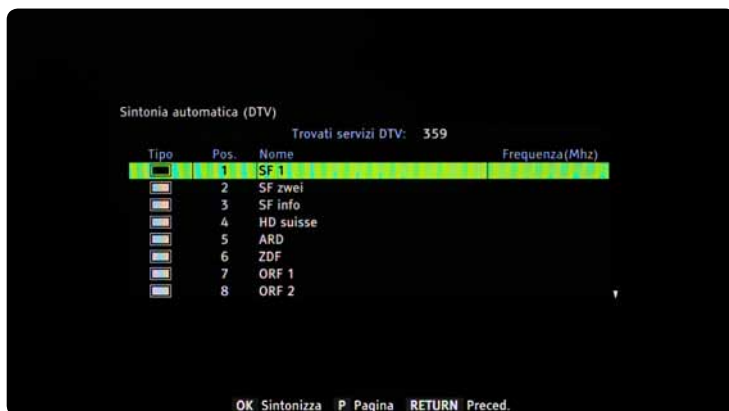 Sintonia automatica (DTV)
Trovati servizi DTV: 359
Tipo Pos. Nome Frequenza(Mhz)
1 SF 1
2 SF zwei
3 SF info
4 HD suisse
5 ARD
6 ZDF
7 ORF 1
8 ORF 2
OK Sintonizza P Pagina RETURN Preced.